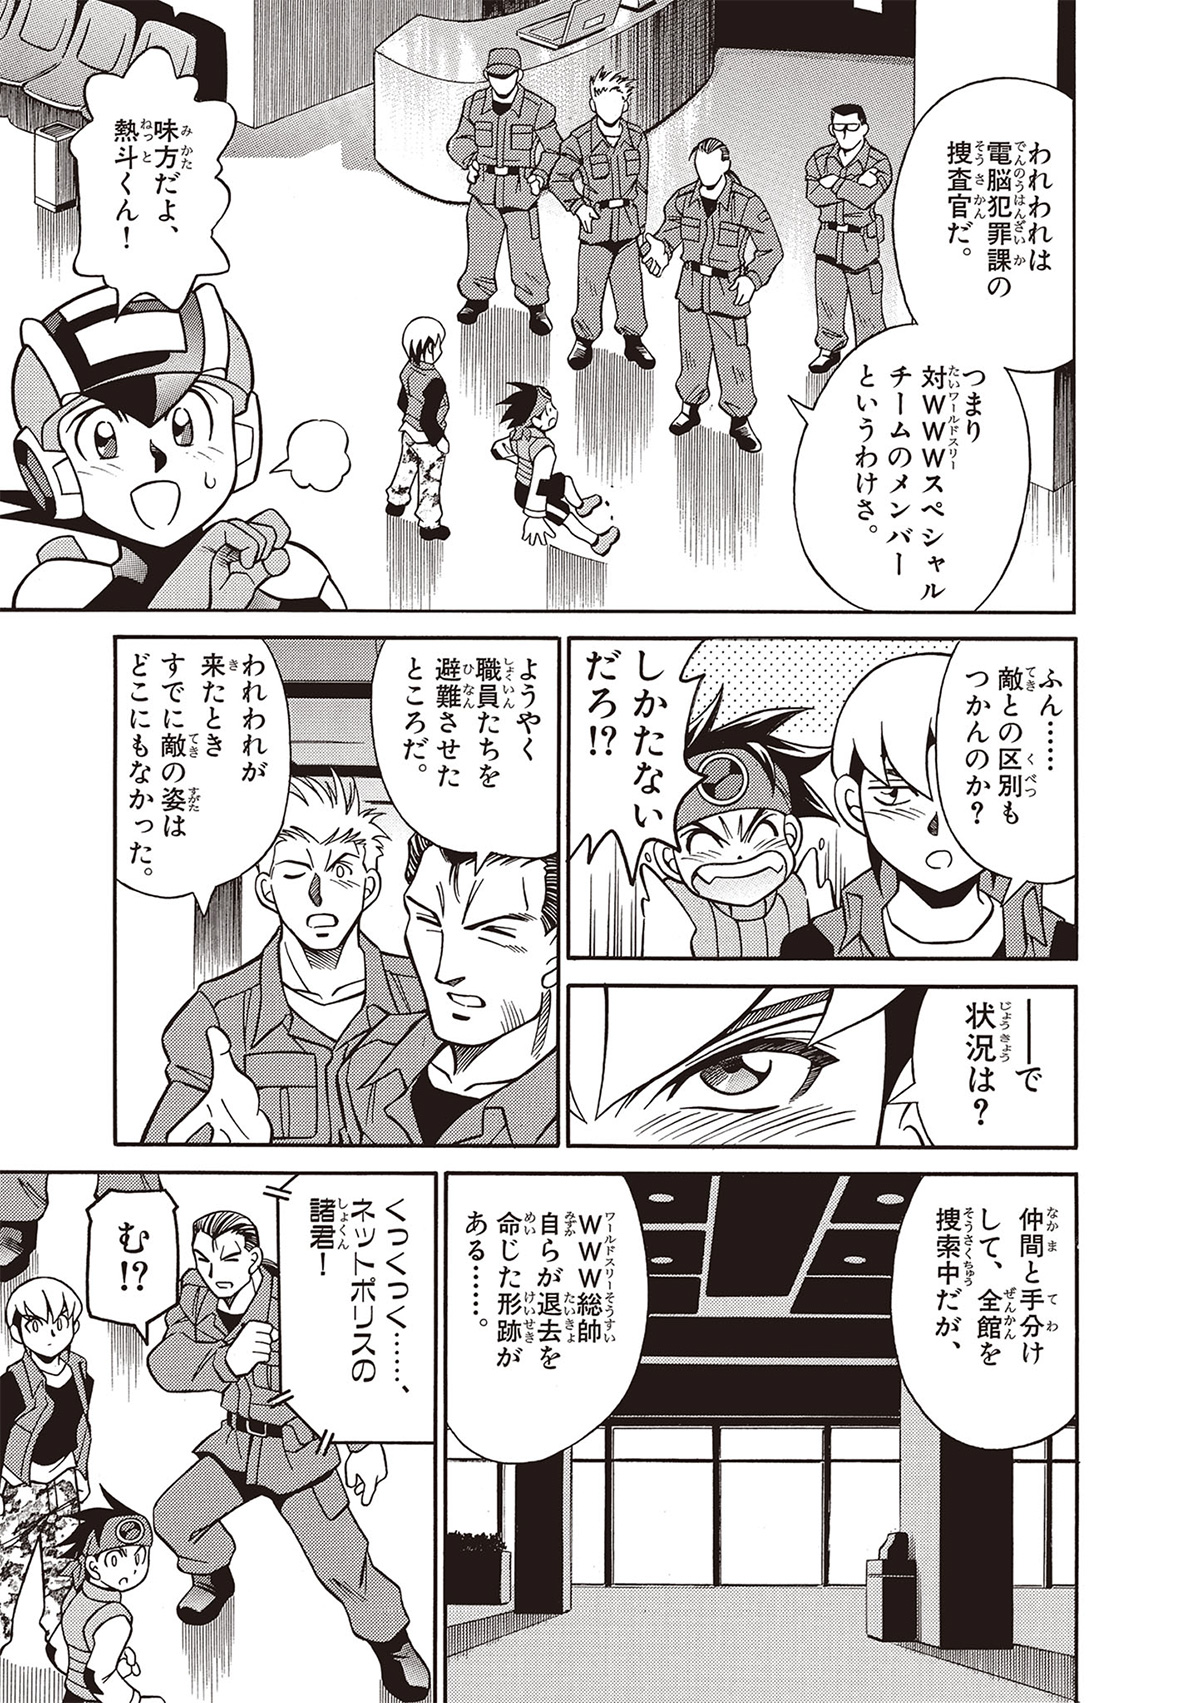 われわれは
電脳犯罪課の
捜査官だ。
つまり
対WWWスペシャル
チームのメンバー
というわけさ。
味方だよ、
熱斗くん！
ふん……
敵との区別も
つかんのか？
しかたない
だろ!?
──で
状況は？
ようやく
職員たちを
避難させた
ところだ。
われわれが
来たとき
すでに敵の姿は
どこにもなかった。
仲間と手分け
して、全館を
捜索中だが、
WWW総帥
自らが退去を
命じた形跡が
ある……。
くっくっく……、
ネットポリスの
諸君！
む!?